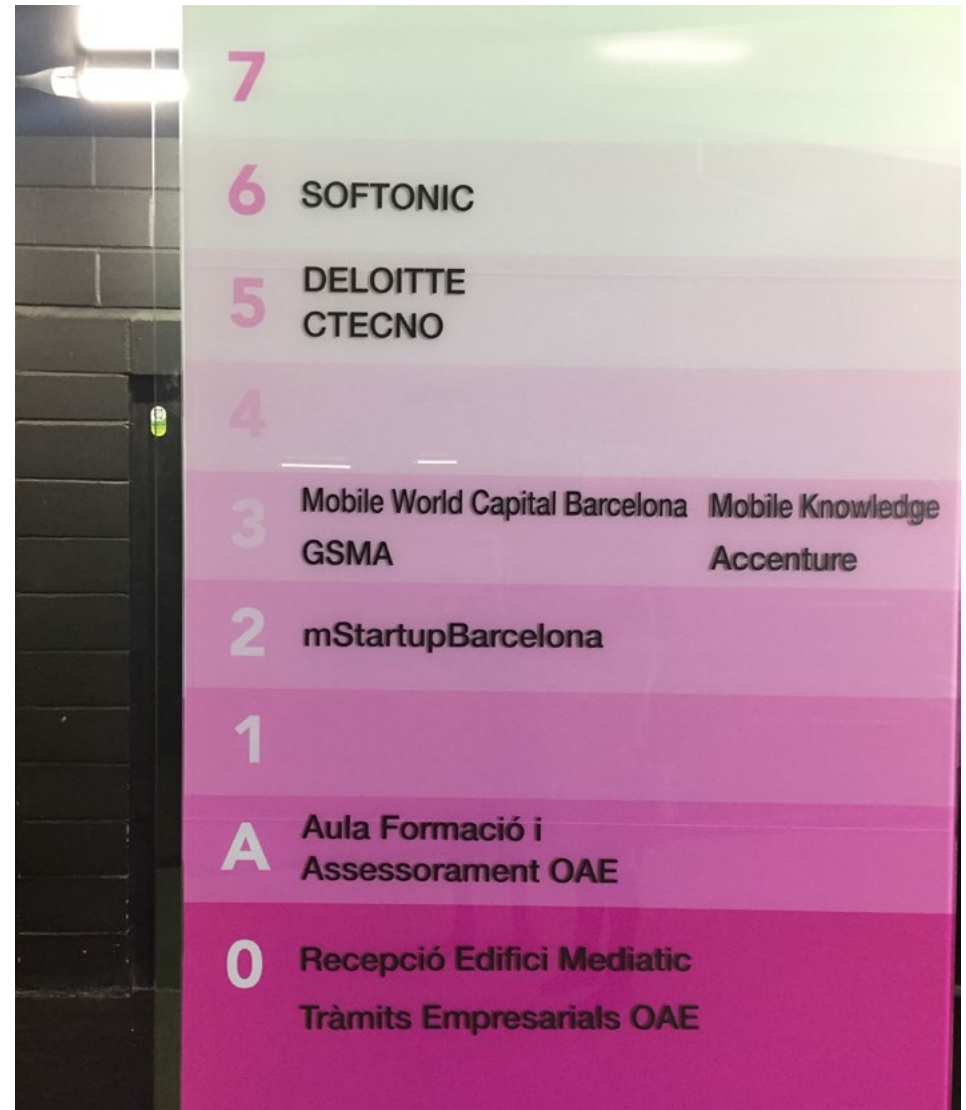 7
6 SOFTONIC
5 DELOITTE
CTECNO
4
3 Mobile World Capital Barcelona Mobile Knowledge
GSMA Accenture
2 mStartupBarcelona
1
A Aula Formació i
Assessorament OAE
0 Recepció Edifici Mediatic
Tràmits Empresarials OAE